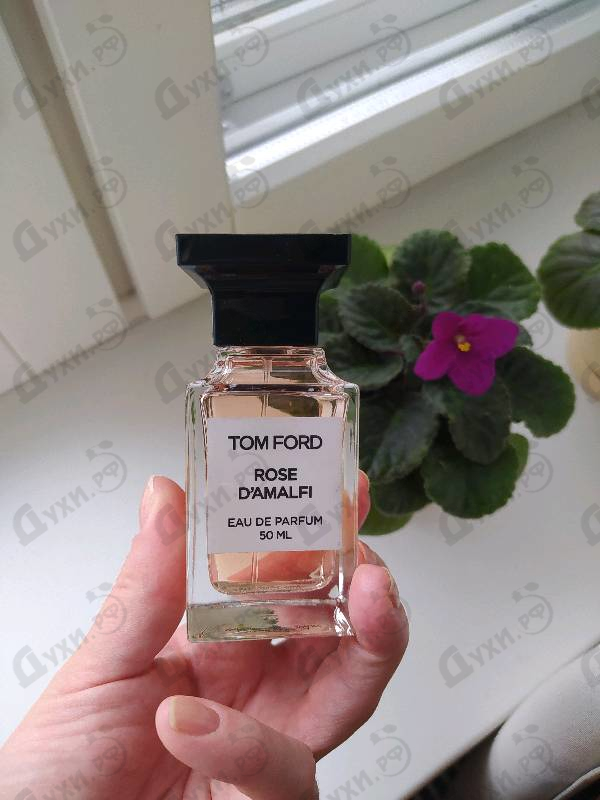 TOM FORD
ROSE
D'AMALFI
EAU DE PARFUM
50 ML
Духи.рф